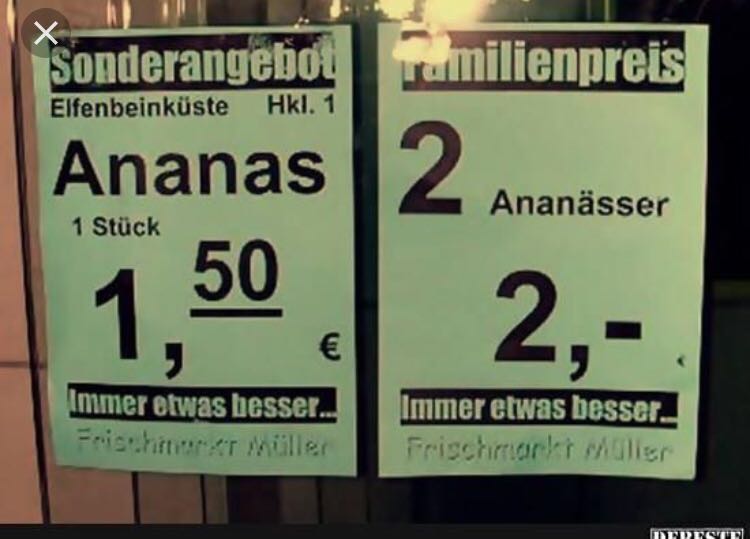 Sonderangebot
Elfenbeinküste Hkl. 1
Ananas
1 Stück
1,50
€
Immer etwas besser...
Frischmarkt Müller
Familienpreis
2 Ananässer
2,-
€
Immer etwas besser...
Frischmarkt Müller
DEBESTE